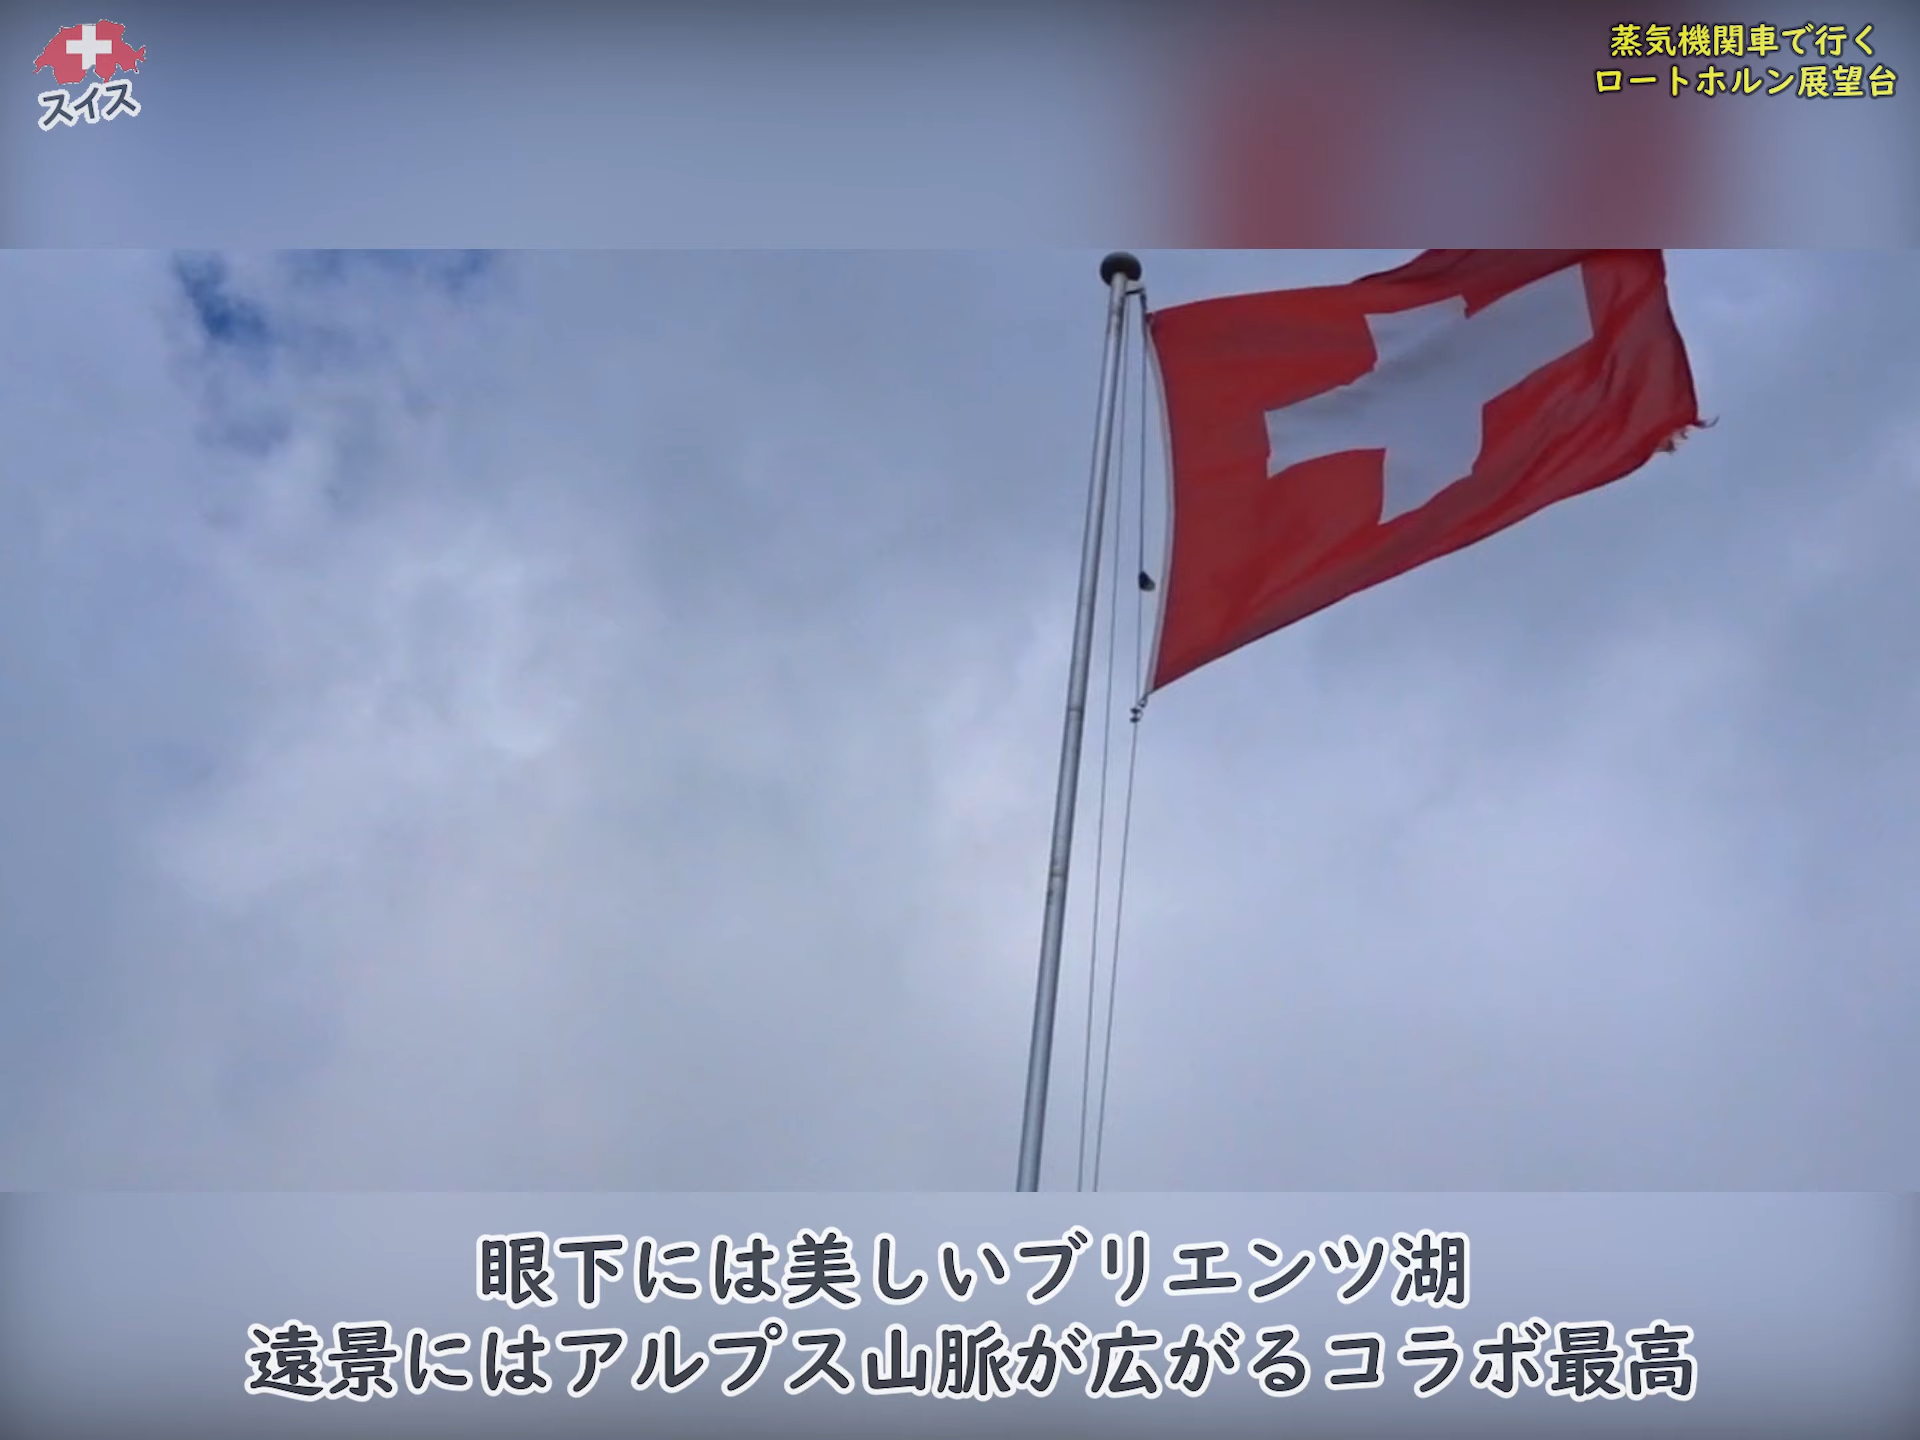 スイス
蒸気機関車で行く
ロートホルン展望台
眼下には美しいブリエンツ湖
遠景にはアルプス山脈が広がるコラボ最高